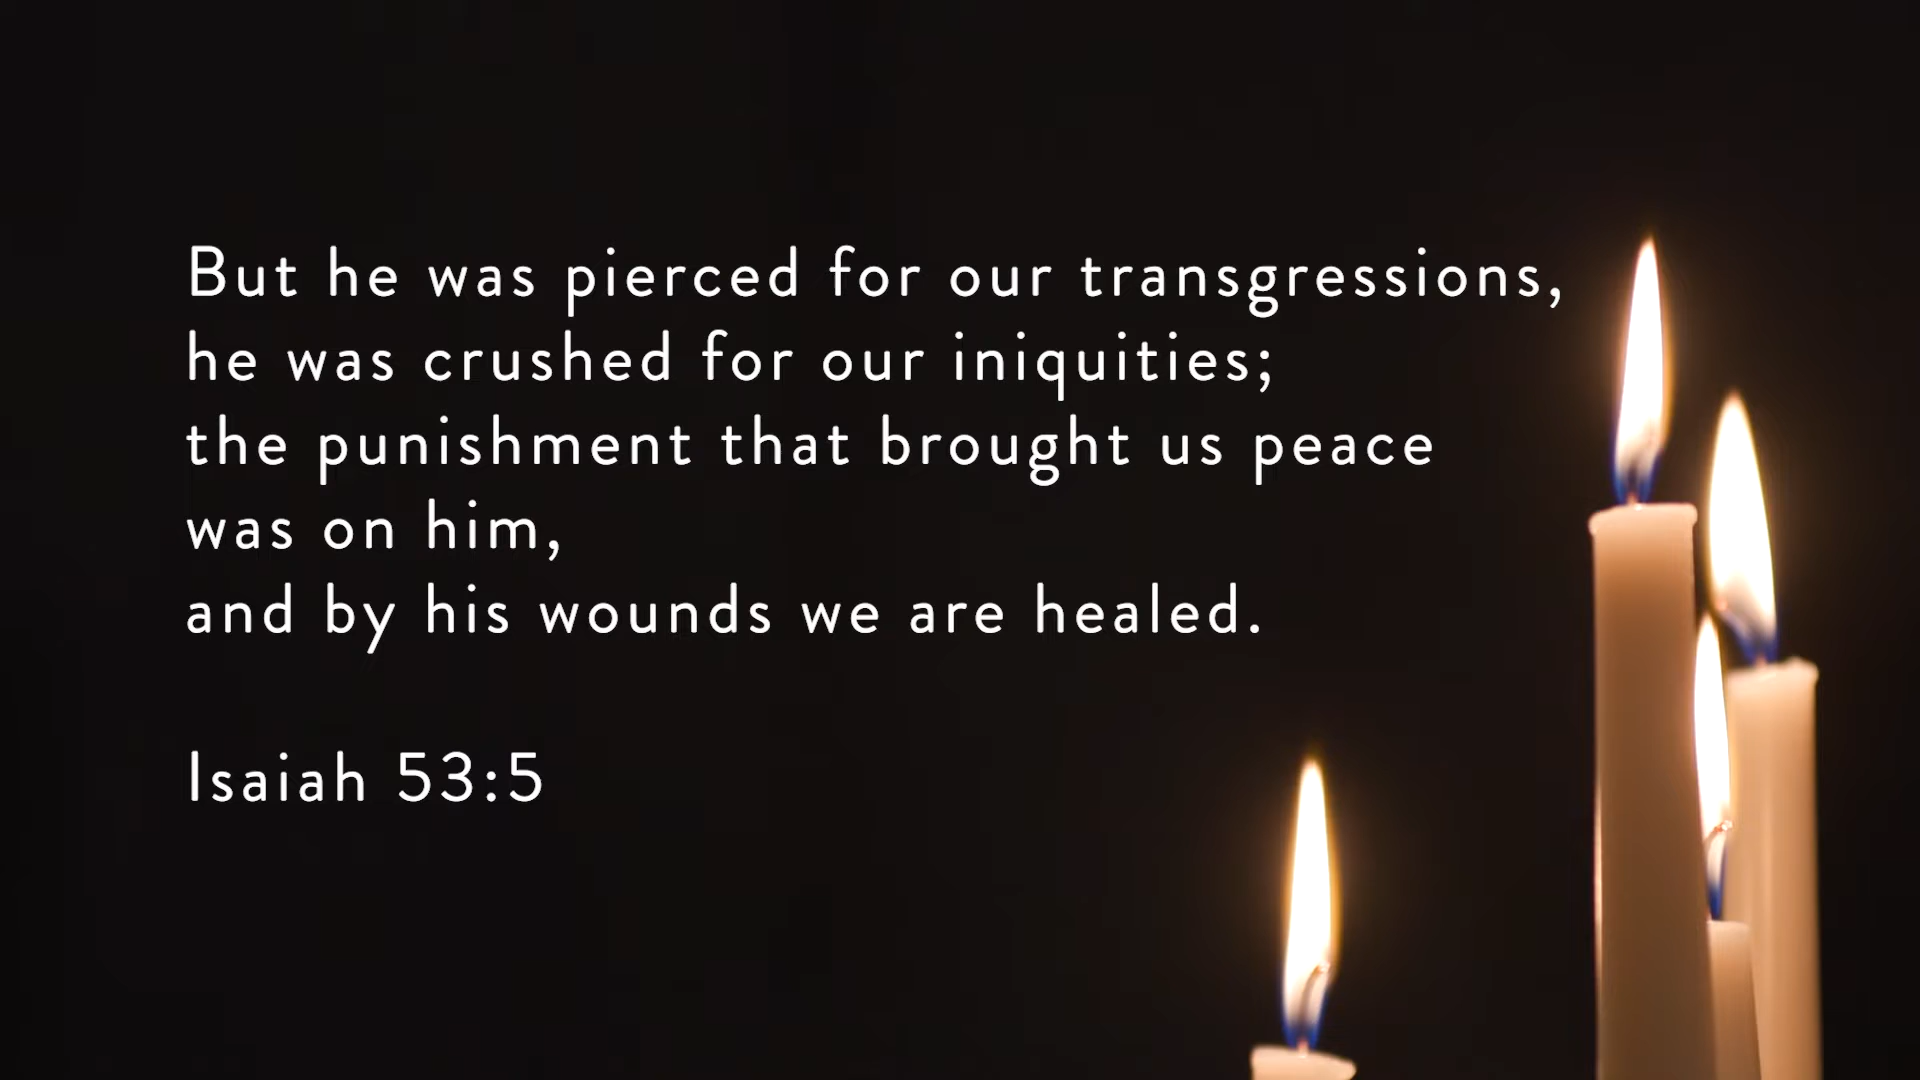 But he was pierced for our transgressions,
he was crushed for our iniquities;
the punishment that brought us peace
was on him,
and by his wounds we are healed.
Isaiah 53:5